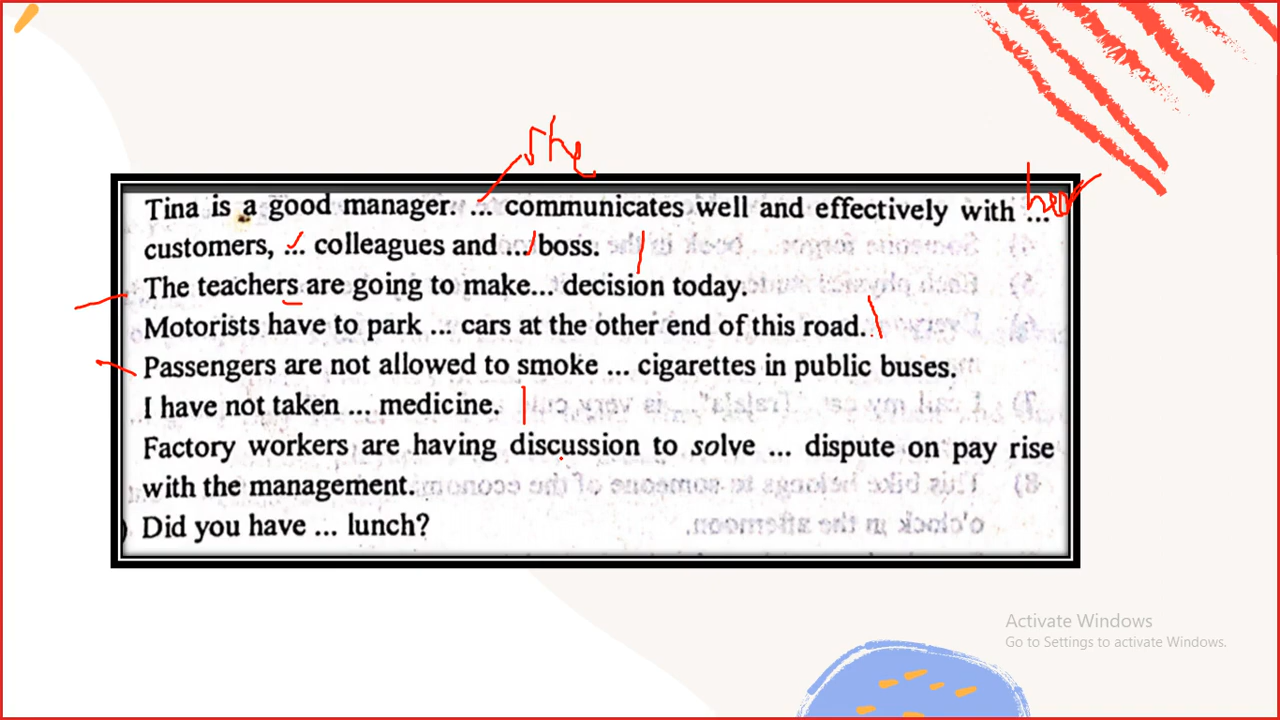 she
her
Tina is a good manager. ... communicates well and effectively with ...
customers, ... colleagues and ... boss.
The teachers are going to make... decision today.
Motorists have to park ... cars at the other end of this road.
Passengers are not allowed to smoke ... cigarettes in public buses.
I have not taken ... medicine.
Factory workers are having discussion to solve ... dispute on pay rise
with the management.
Did you have ... lunch?
Activate Windows
Go to Settings to activate Windows.